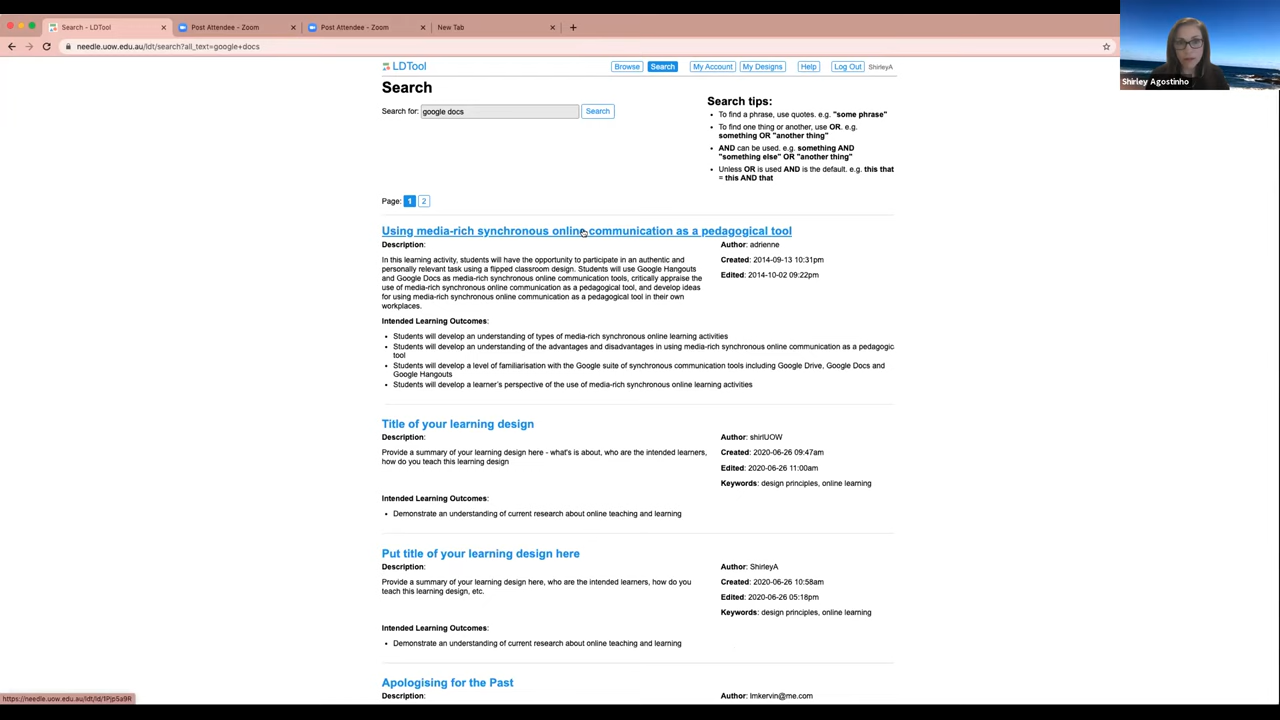 Search - LDTool
Post Attendee - Zoom
Post Attendee - Zoom
New Tab
needle.uow.edu.au/ldt/search?all_text=google+docs
Shirley Agostinho
LDTool
Browse Search My Account My Designs Help Log Out ShirleyA
Search
Search for: google docs Search
Search tips:
• To find a phrase, use quotes. e.g. "some phrase"
• To find one thing or another, use OR. e.g.
something OR "another thing"
• AND can be used. e.g. something AND
"something else" OR "another thing"
• Unless OR is used AND is the default. e.g. this that
= this AND that
Page: 1 2
Using media-rich synchronous online communication as a pedagogical tool
Description:
In this learning activity, students will have the opportunity to participate in an authentic and
personally relevant task using a flipped classroom design. Students will use Google Hangouts
and Google Docs as media-rich synchronous online communication tools, critically appraise the
use of media-rich synchronous online communication as a pedagogical tool, and develop ideas
for using media-rich synchronous online communication as a pedagogical tool in their own
workplaces.
Author: adrienne
Created: 2014-09-13 10:31pm
Edited: 2014-10-02 09:22pm
Intended Learning Outcomes:
• Students will develop an understanding of types of media-rich synchronous online learning activities
• Students will develop an understanding of the advantages and disadvantages in using media-rich synchronous online communication as a pedagogic
tool
• Students will develop a level of familiarisation with the Google suite of synchronous communication tools including Google Drive, Google Docs and
Google Hangouts
• Students will develop a learner's perspective of the use of media-rich synchronous online learning activities
Title of your learning design
Description:
Provide a summary of your learning design here - what's is about, who are the intended learners,
how do you teach this learning design
Author: shirlUOW
Created: 2020-06-26 09:47am
Edited: 2020-06-26 11:00am
Keywords: design principles, online learning
Intended Learning Outcomes:
• Demonstrate an understanding of current research about online teaching and learning
Put title of your learning design here
Description:
Provide a summary of your learning design here, who are the intended learners, how do you
teach this learning design, etc.
Author: ShirleyA
Created: 2020-06-26 10:58am
Edited: 2020-06-26 05:18pm
Keywords: design principles, online learning
Intended Learning Outcomes:
• Demonstrate an understanding of current research about online teaching and learning
Apologising for the Past
Description:
Author: lmkervin@me.com
https://needle.uow.edu.au/ldt/ld/1Pjp5a9R